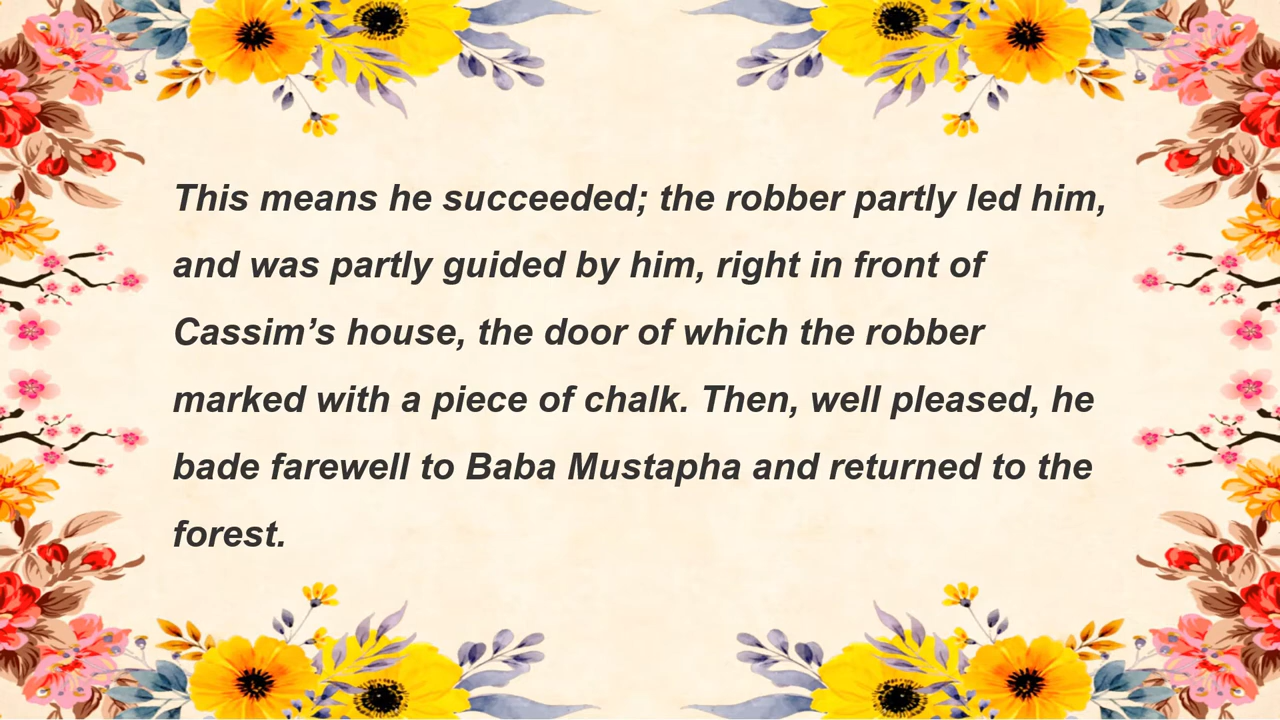 This means he succeeded; the robber partly led him,
and was partly guided by him, right in front of
Cassim’s house, the door of which the robber
marked with a piece of chalk. Then, well pleased, he
bade farewell to Baba Mustapha and returned to the
forest.